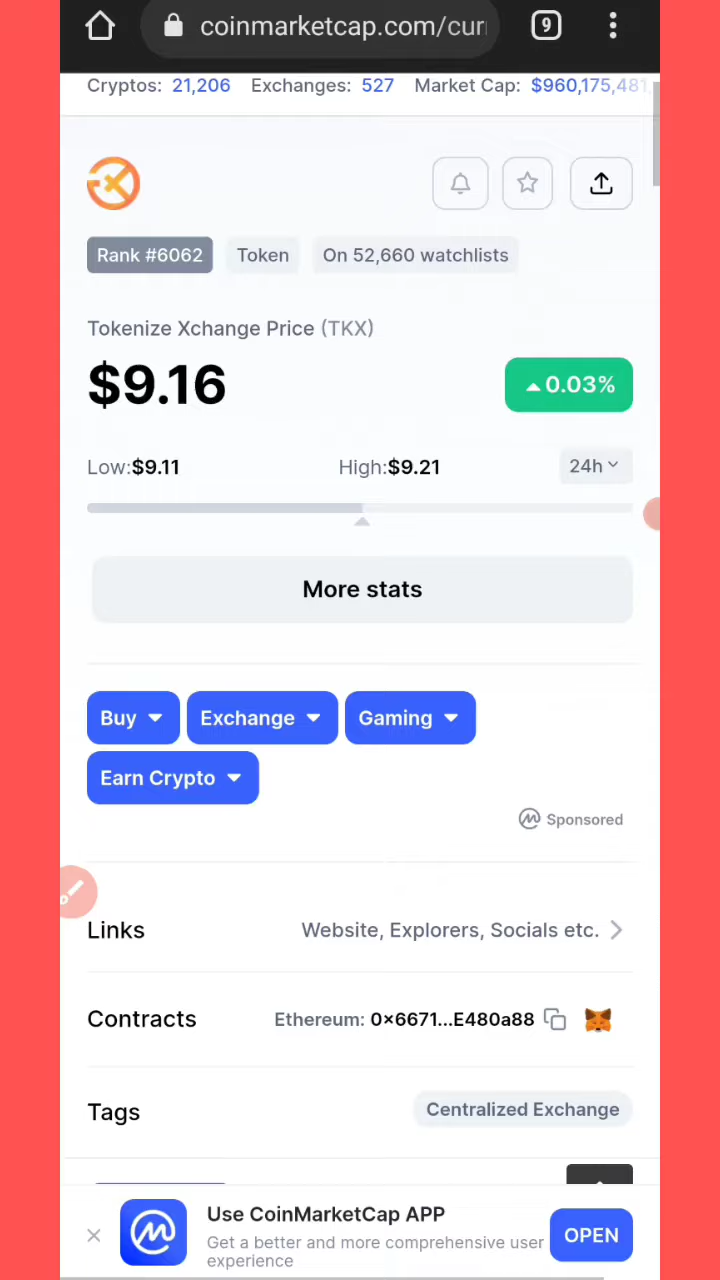 coinmarketcap.com/curr
9
Cryptos: 21,206 Exchanges: 527 Market Cap: $960,175,481,
Rank #6062 Token On 52,660 watchlists
Tokenize Xchange Price (TKX)
$9.16 0.03%
Low:$9.11 High:$9.21 24h
More stats
Buy Exchange Gaming
Earn Crypto
Sponsored
Links Website, Explorers, Socials etc.
Contracts Ethereum: 0x6671...E480a88
Tags Centralized Exchange
Use CoinMarketCap APP
Get a better and more comprehensive user
experience
OPEN